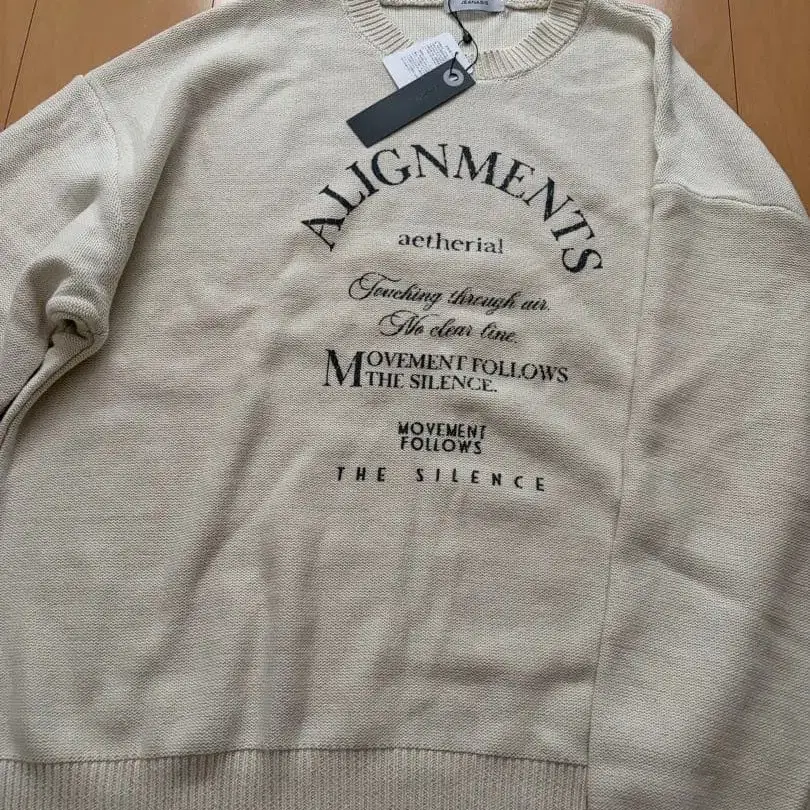 JEANASIS
ALIGNMENTS
aetherial
Touching through air.
No clear line.
MOVEMENT FOLLOWS
THE SILENCE.
MOVEMENT
FOLLOWS
THE SILENCE